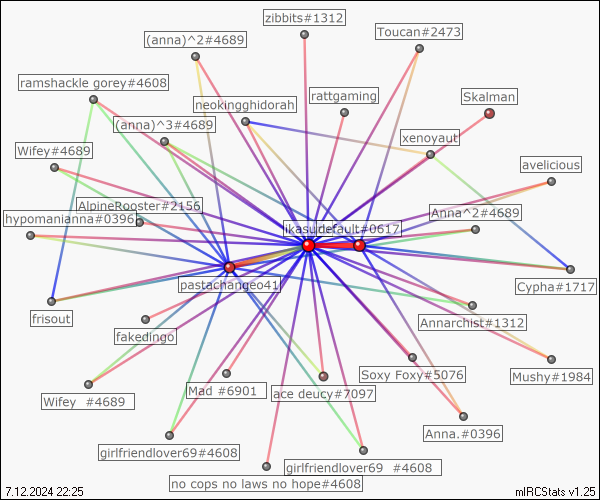 zibbits#1312
Toucan#2473
(anna)^2#4689
ramshackle gorey#4608
rattgaming
Skalman
neokingghidorah
(anna)^3#4689
xenoyaut
Wifey#4689
avelicious
AlpineRooster#2156
Anna^2#4689
hypomanianna#0396
default#0617
pastachangeo41
Cypha#1717
frisout
Annarchist#1312
fakedingo
Soxy Foxy#5076
Mushy#1984
Mad #6901
ace deucy#7097
Wifey #4689
Anna.#0396
girlfriendlover69#4608
girlfriendlover69 #4608
no cops no laws no hope#4608
7.12.2024 22:25
mIRCStats v1.25